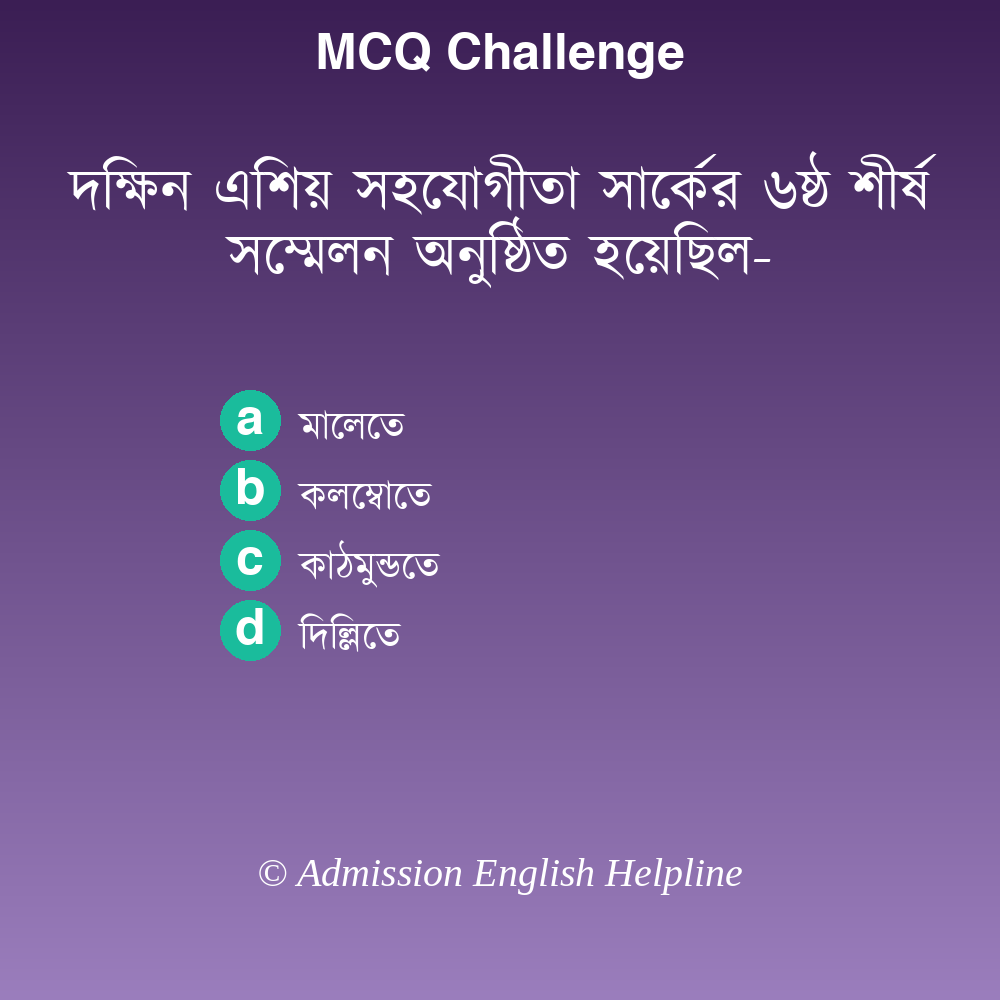 MCQ Challenge
দক্ষিন এশিয় সহযোগীতা সার্কের ৬ষ্ঠ শীর্ষ
সম্মেলন অনুষ্ঠিত হয়েছিল-
a মালেতে
b কলম্বোতে
c কাঠমুন্ডতে
d দিল্লিতে
© Admission English Helpline